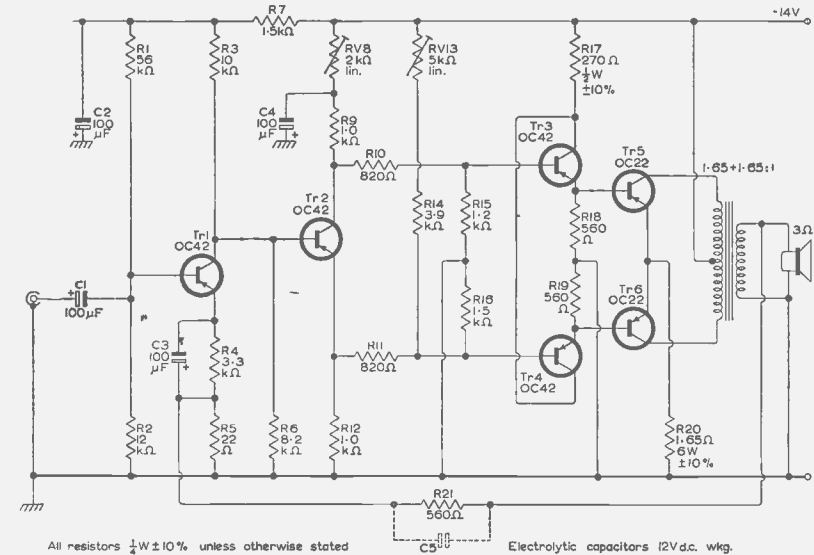 -14V
R7
1·5kΩ
R1
56
kΩ
R3
10
kΩ
RV8
2kΩ
lin.
RV13
5kΩ
lin.
R17
270Ω
½W
±10%
C2
100
μF
C4
100
μF
R9
1·0
kΩ
Tr3
OC42
Tr5
OC22
1·65+1·65:1
R10
820Ω
Tr2
OC42
R14
3·9
kΩ
R15
1·2
kΩ
R18
560
Ω
3Ω
Tr1
OC42
C1
100μF
R16
1·5
kΩ
R19
560
Ω
Tr6
OC22
C3
100
μF
R4
3·3
kΩ
R11
820Ω
Tr4
OC42
R2
12
kΩ
R5
22
Ω
R6
8·2
kΩ
R12
1·0
kΩ
R20
1·65Ω
6W
±10%
R21
560Ω
C5
All resistors ¼W ±10% unless otherwise stated
Electrolytic capacitors 12V d.c. wkg.